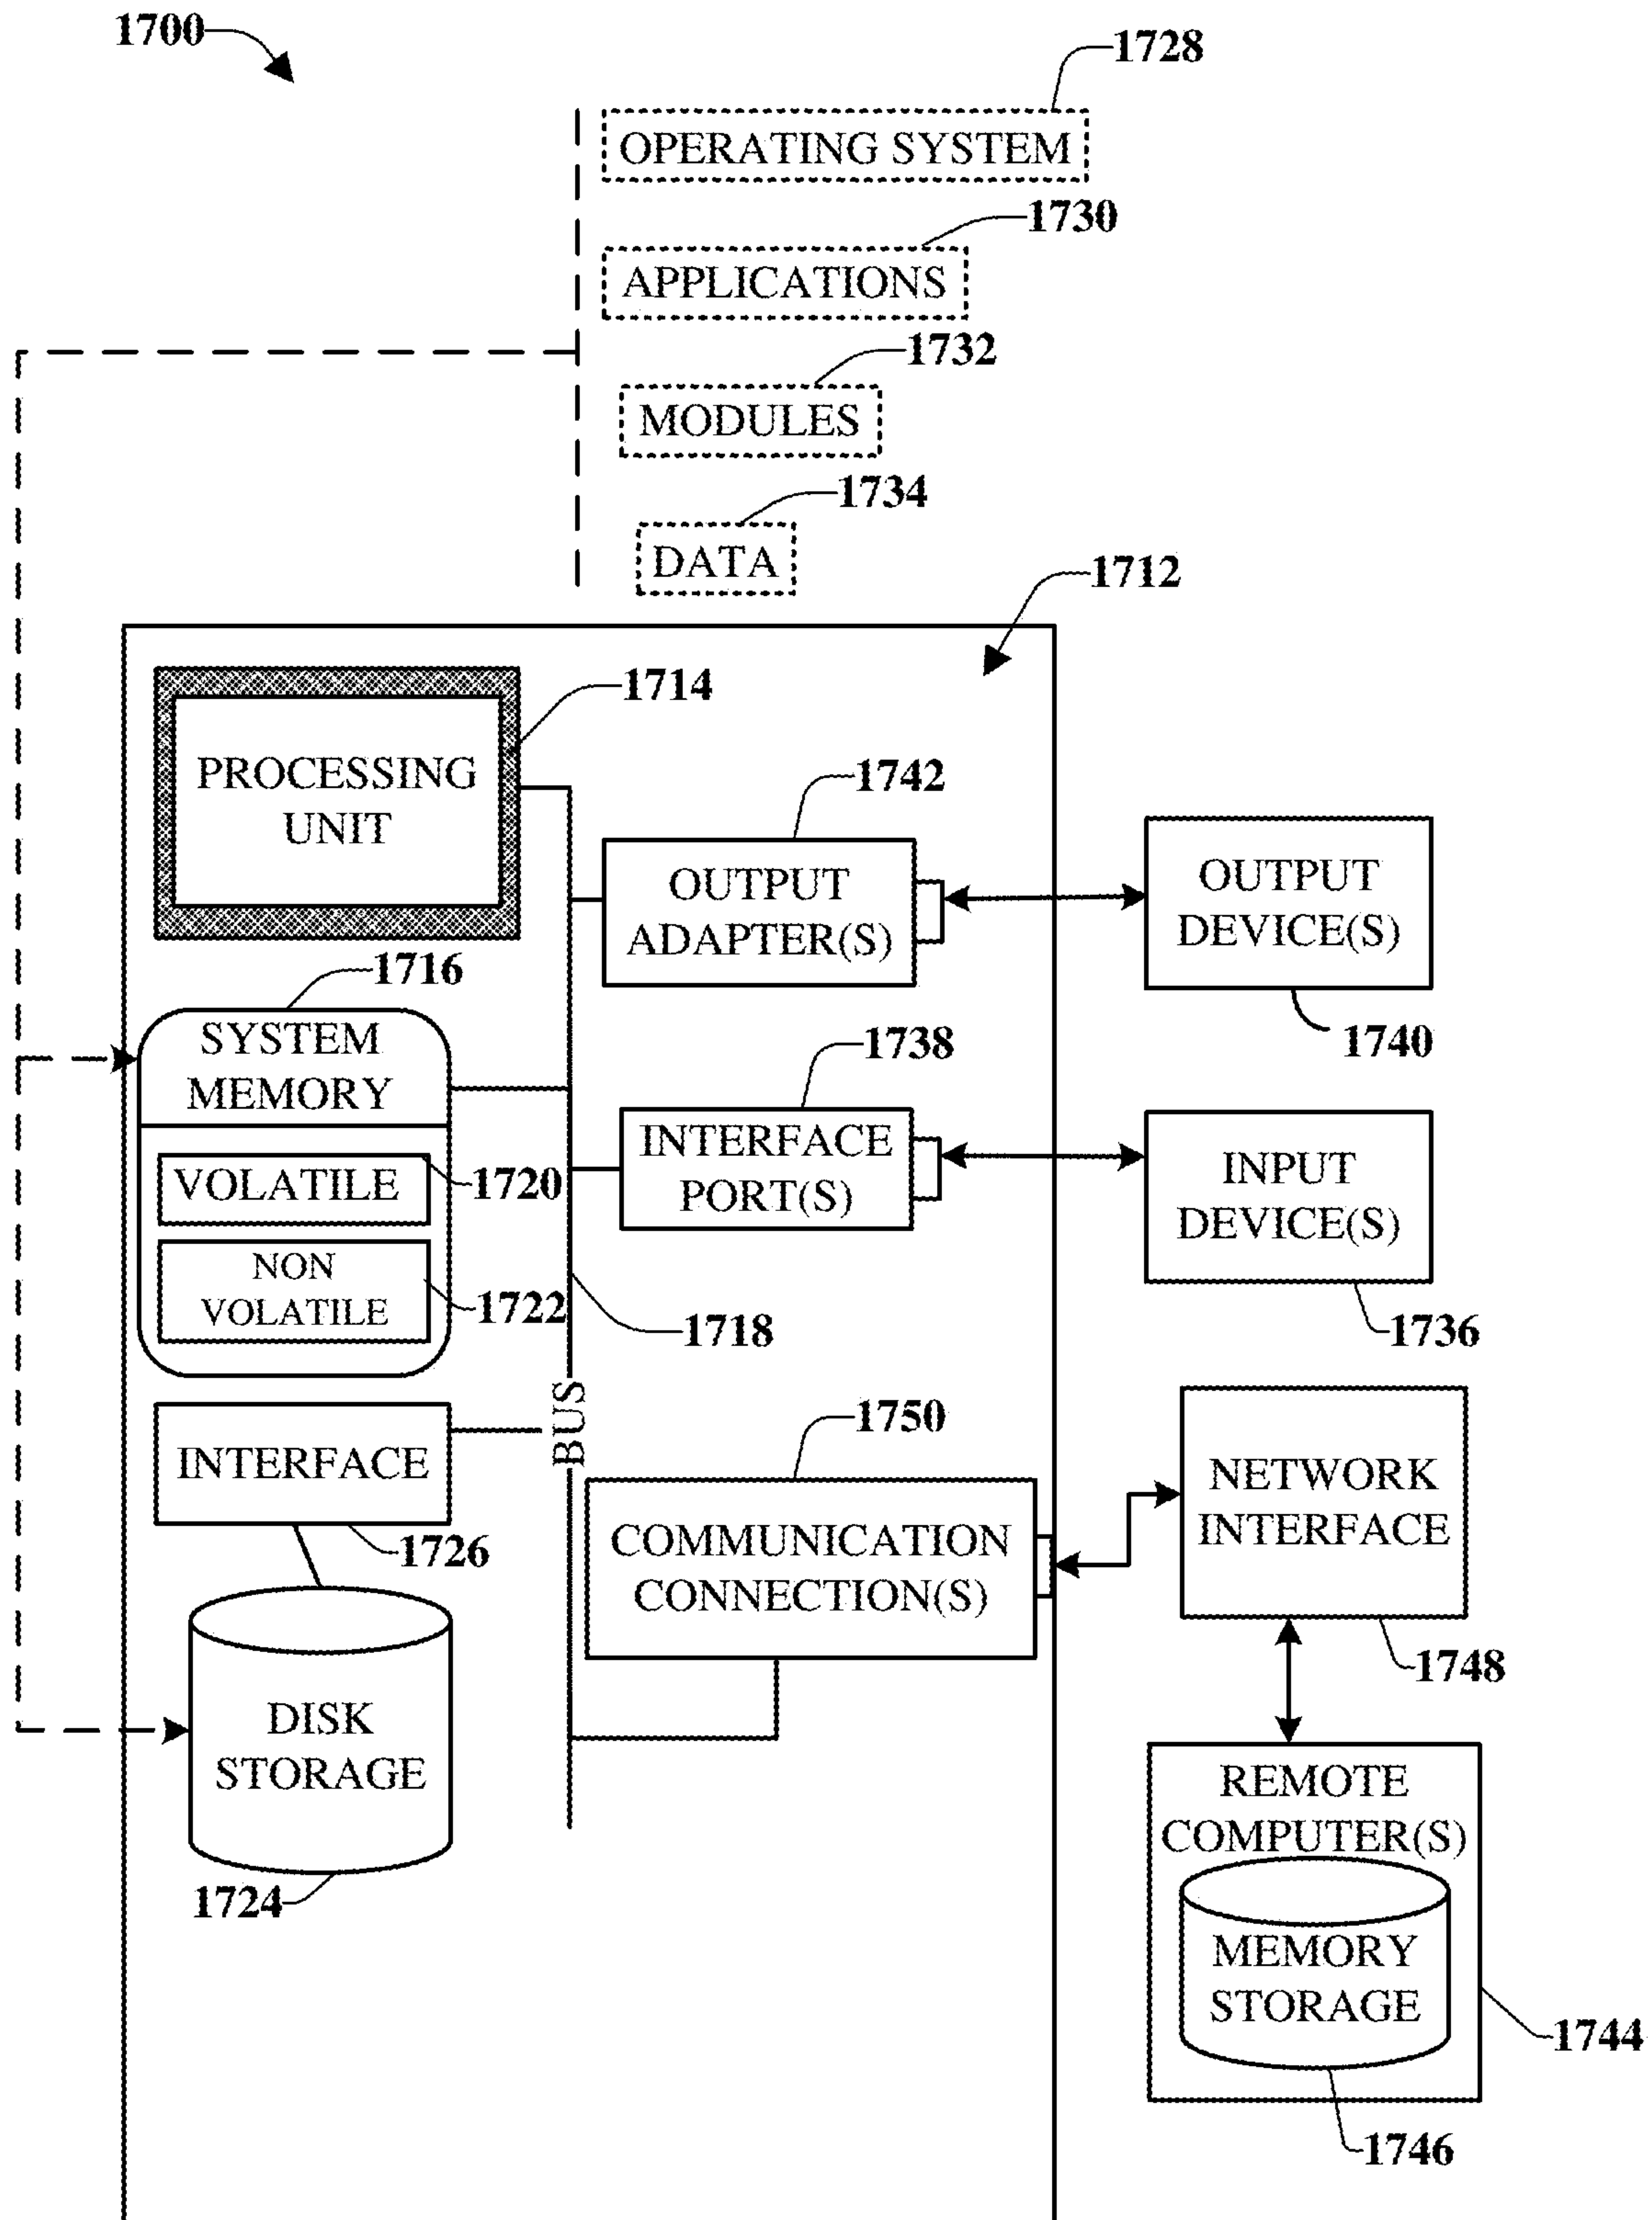 1700
1728
OPERATING SYSTEM
1730
APPLICATIONS
1732
MODULES
1734
DATA
1712
1714
PROCESSING
UNIT
1742
OUTPUT
ADAPTER(S)
OUTPUT
DEVICE(S)
1740
1716
SYSTEM
MEMORY
VOLATILE
1720
NON
VOLATILE
1722
1738
INTERFACE
PORT(S)
INPUT
DEVICE(S)
1736
1718
BUS
INTERFACE
1726
1750
COMMUNICATION
CONNECTION(S)
NETWORK
INTERFACE
1748
DISK
STORAGE
1724
REMOTE
COMPUTER(S)
MEMORY
STORAGE
1744
1746